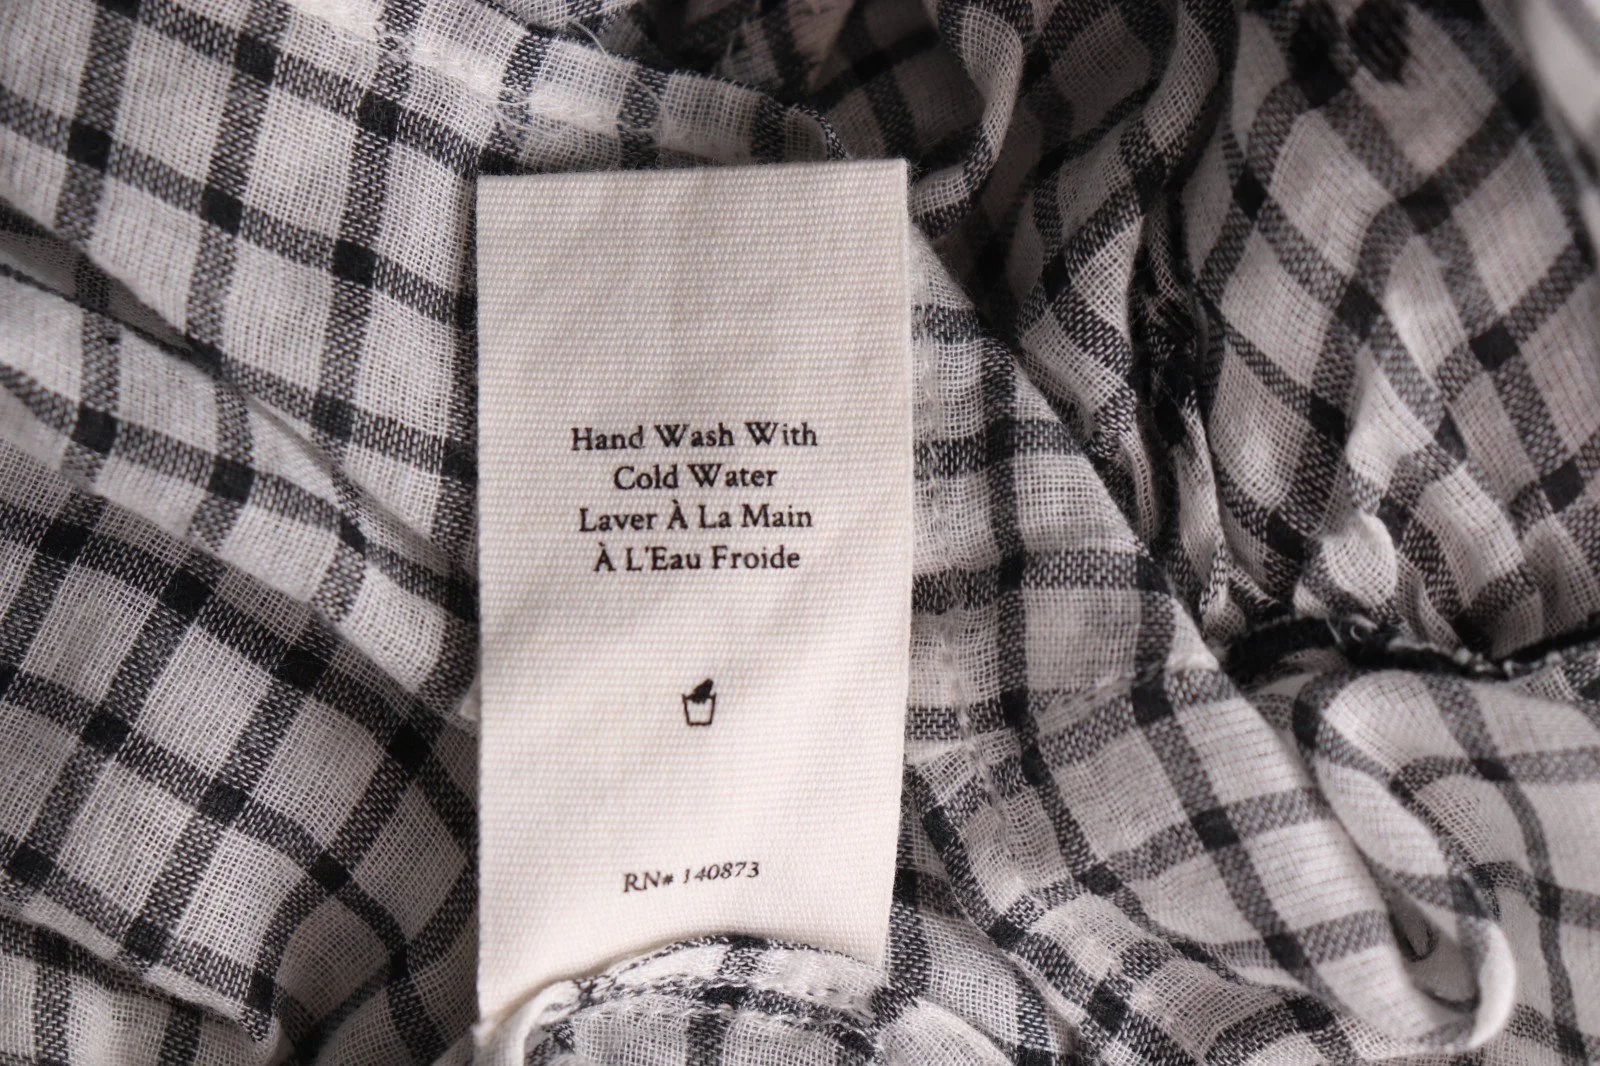 Hand Wash With
Cold Water
Laver À La Main
À L'Eau Froide
RN# 140873